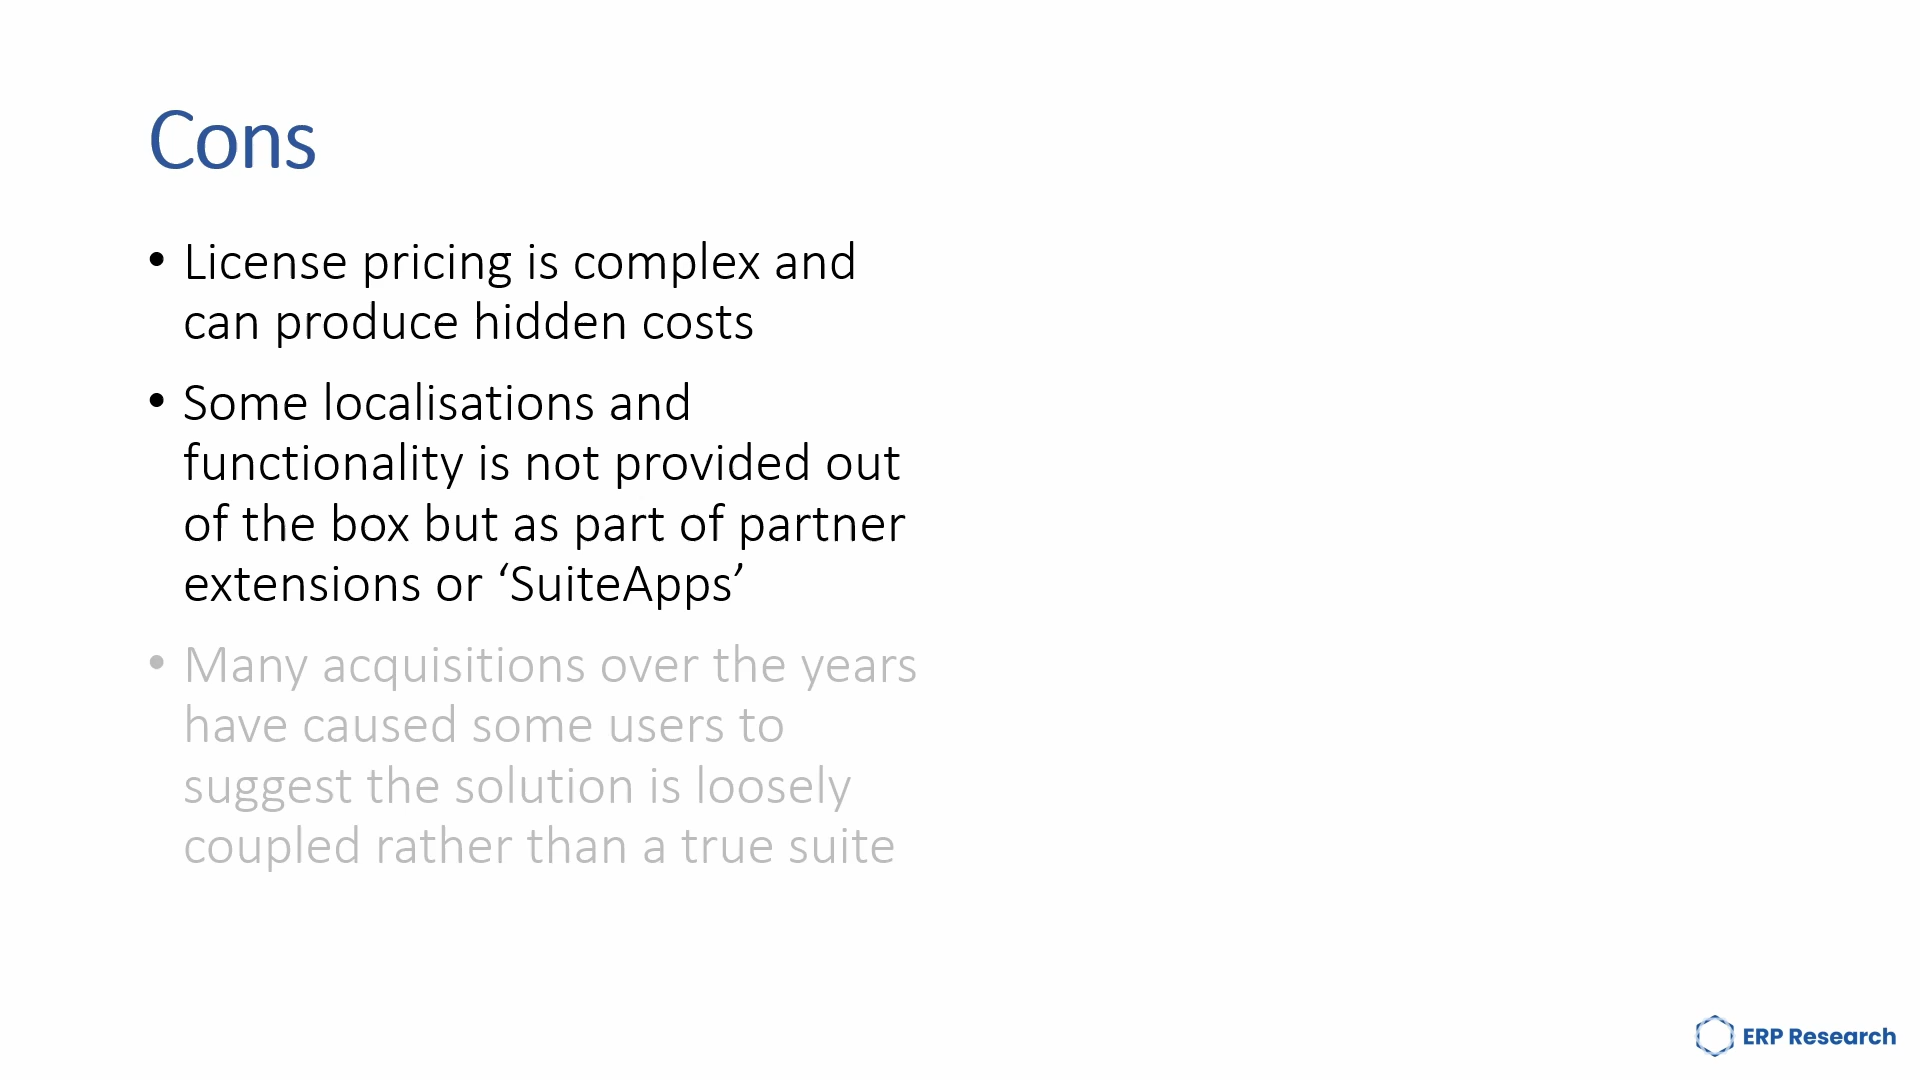 Cons
• License pricing is complex and
can produce hidden costs
• Some localisations and
functionality is not provided out
of the box but as part of partner
extensions or ‘SuiteApps’
• Many acquisitions over the years
have caused some users to
suggest the solution is loosely
coupled rather than a true suite
ERP Research